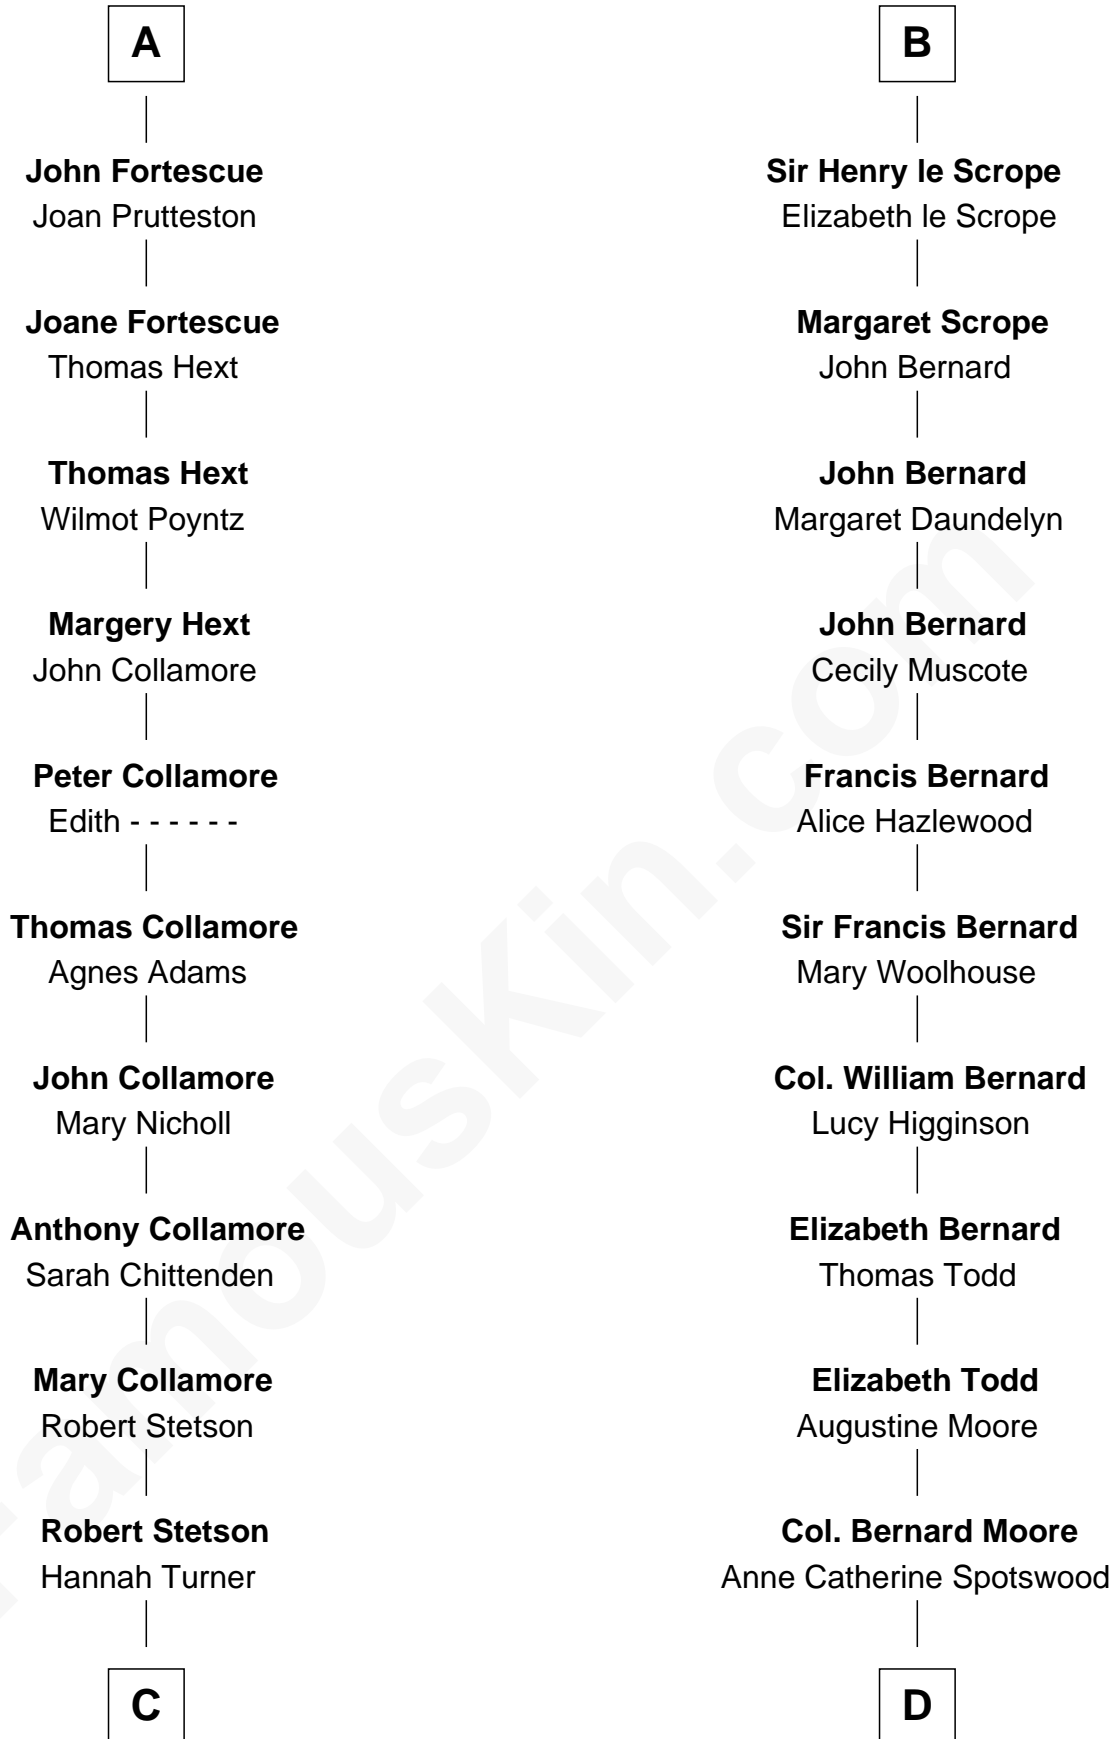 A
John Fortescue
Joan Prutteston
Joane Fortescue
Thomas Hext
Thomas Hext
Wilmot Poyntz
Margery Hext
John Collamore
Peter Collamore
Edith - - - - - -
Thomas Collamore
Agnes Adams
John Collamore
Mary Nicholl
Anthony Collamore
Sarah Chittenden
Mary Collamore
Robert Stetson
Robert Stetson
Hannah Turner
C
B
Sir Henry le Scrope
Elizabeth le Scrope
Margaret Scrope
John Bernard
John Bernard
Margaret Daundelyn
John Bernard
Cecily Muscote
Francis Bernard
Alice Hazlewood
Sir Francis Bernard
Mary Woolhouse
Col. William Bernard
Lucy Higginson
Elizabeth Bernard
Thomas Todd
Elizabeth Todd
Augustine Moore
Col. Bernard Moore
Anne Catherine Spotswood
D
FamousKin.com